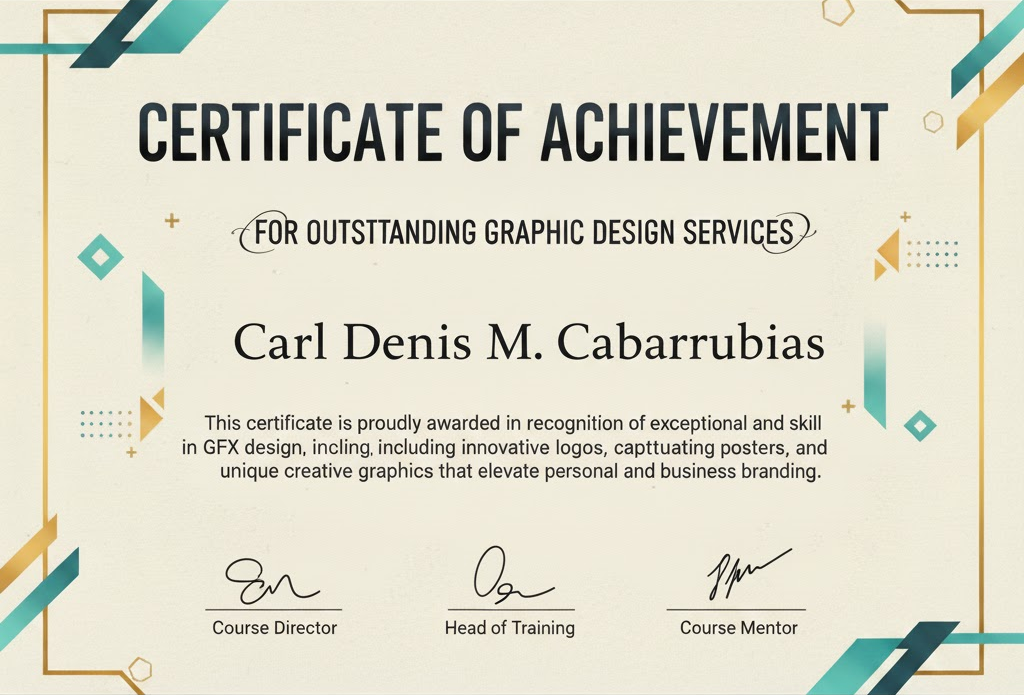 CERTIFICATE OF ACHIEVEMENT
FOR OUTSTTANDING GRAPHIC DESIGN SERVICES
Carl Denis M. Cabarrubias
This certificate is proudly awarded in recognition of exceptional and skill
in GFX design, incling, including innovative logos, capttuating posters, and
unique creative graphics that elevate personal and business branding.
Course Director
Head of Training
Course Mentor